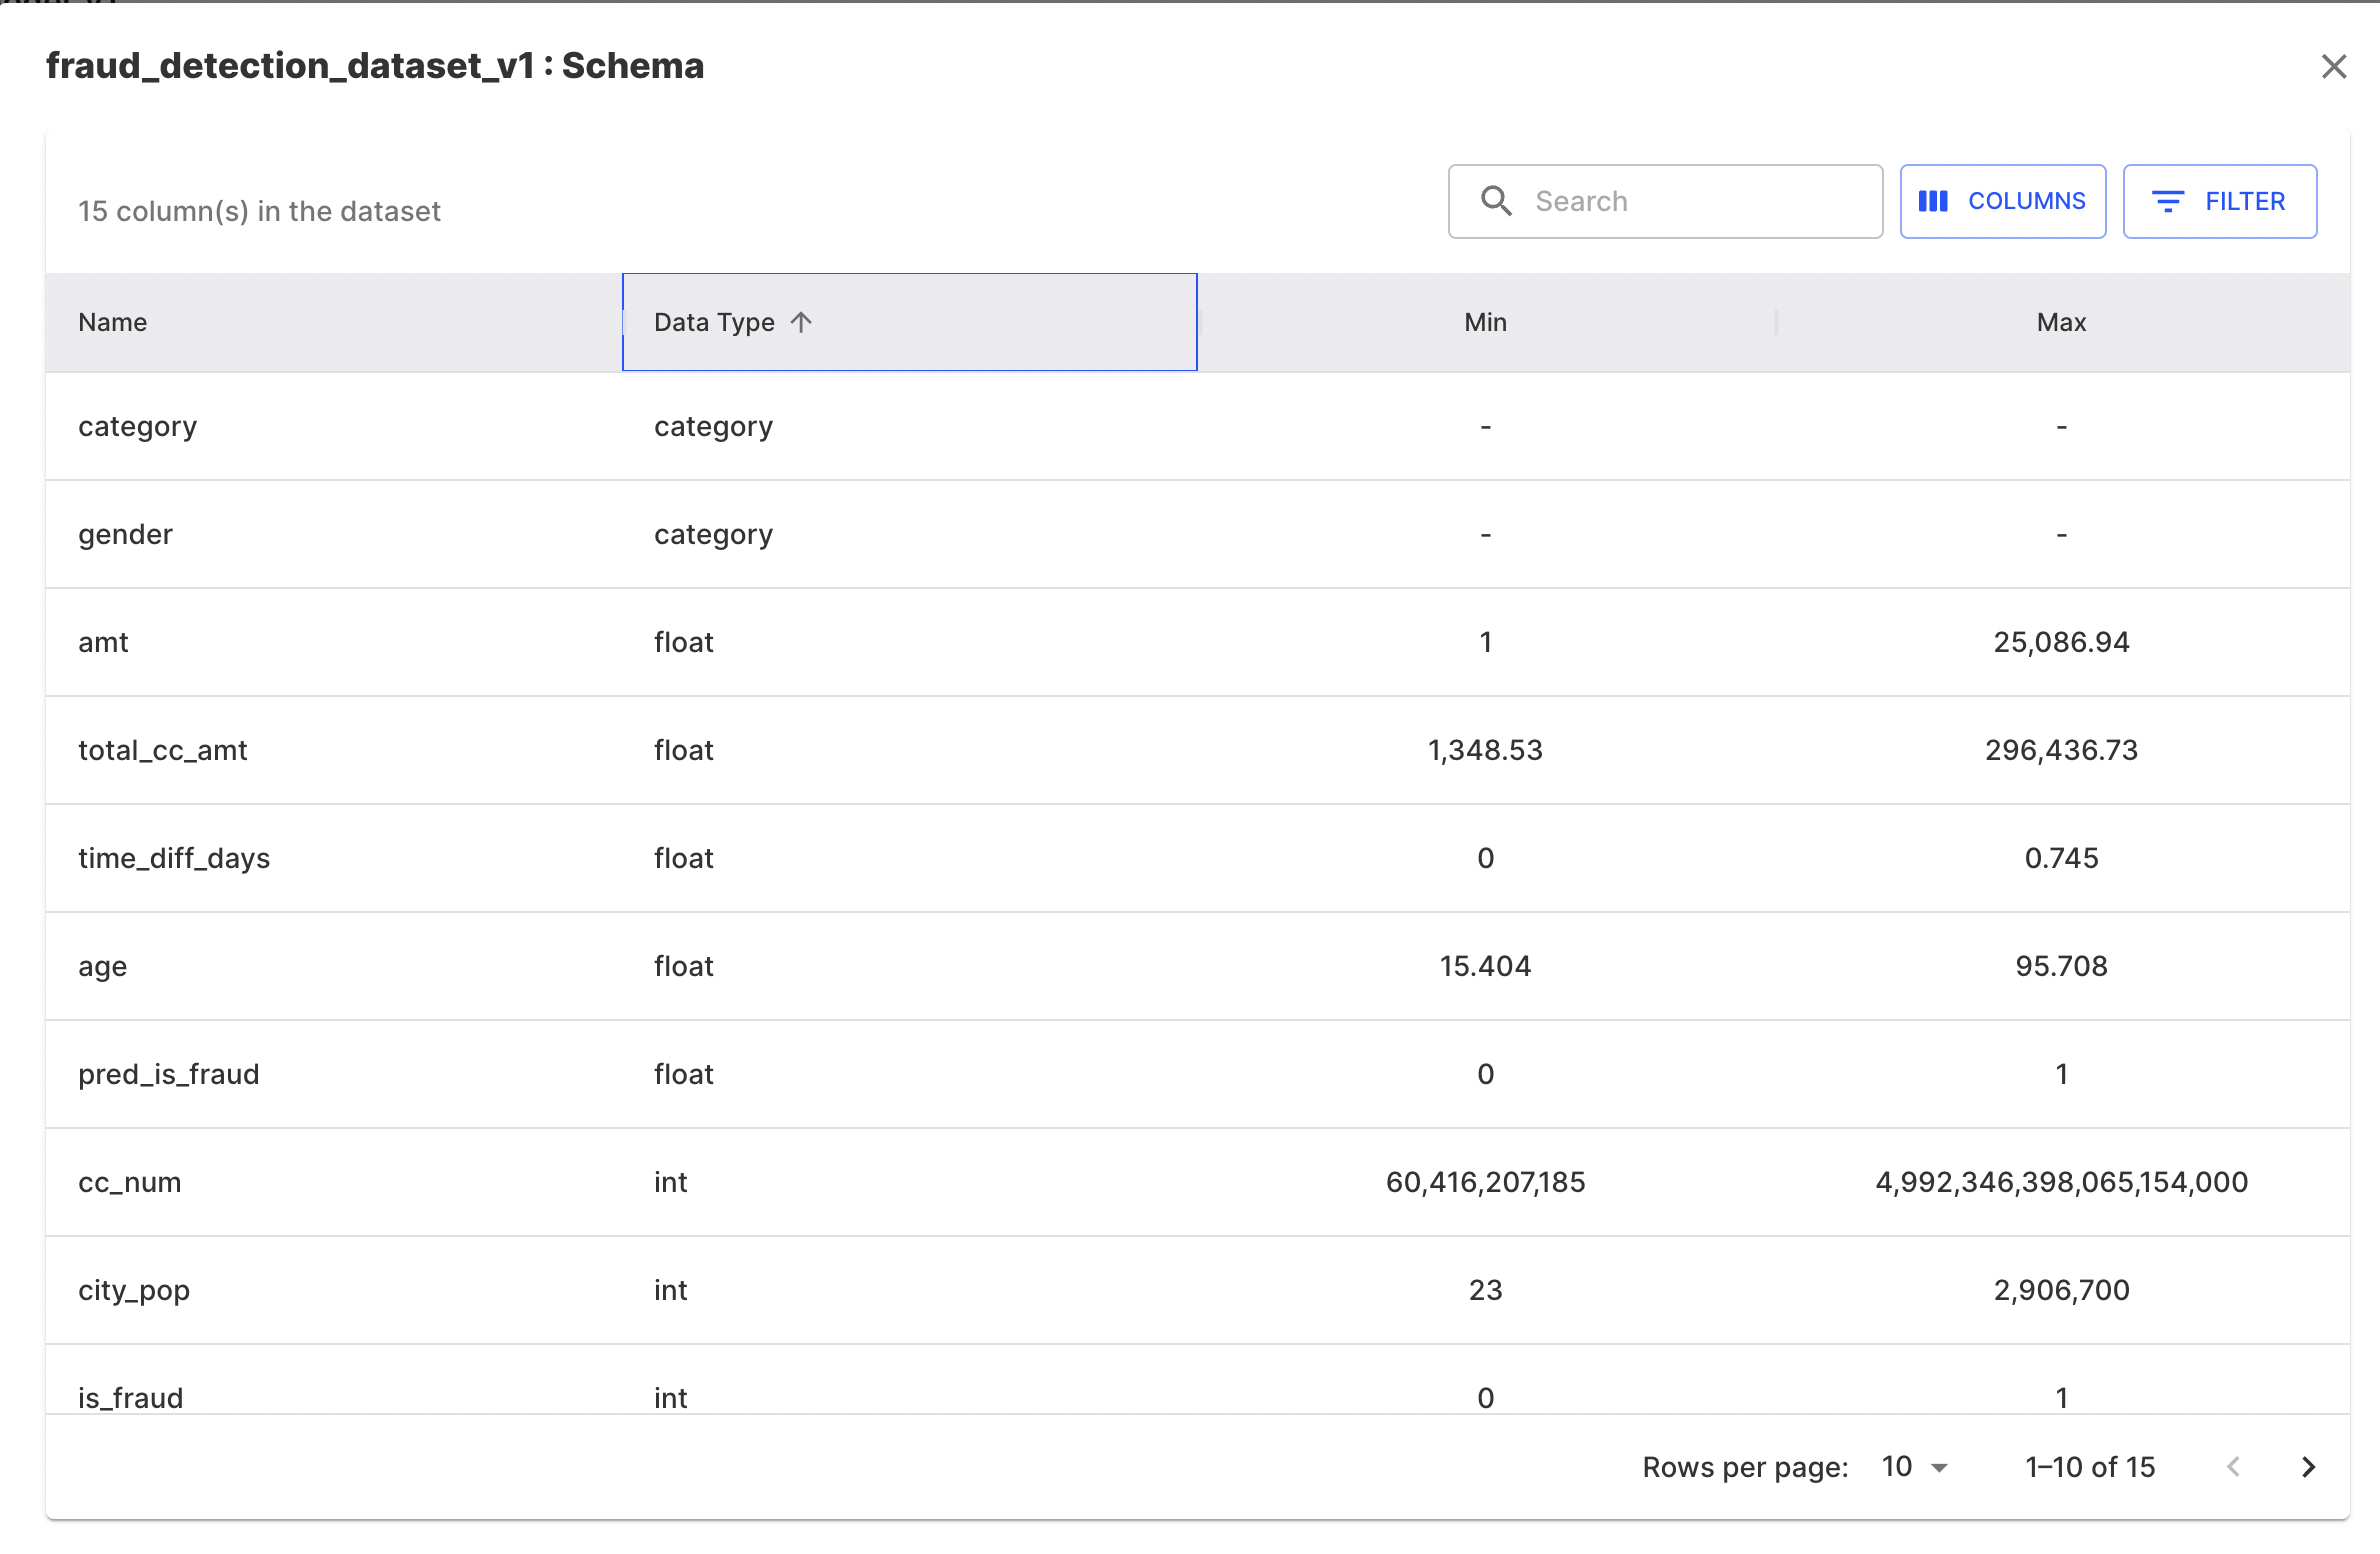 fraud_detection_dataset_v1 : Schema
15 column(s) in the dataset
Search
COLUMNS
FILTER
Name Data Type Min Max
category category - -
gender category - -
amt float 1 25,086.94
total_cc_amt float 1,348.53 296,436.73
time_diff_days float 0 0.745
age float 15.404 95.708
pred_is_fraud float 0 1
cc_num int 60,416,207,185 4,992,346,398,065,154,000
city_pop int 23 2,906,700
is_fraud int 0 1
Rows per page: 10 1–10 of 15